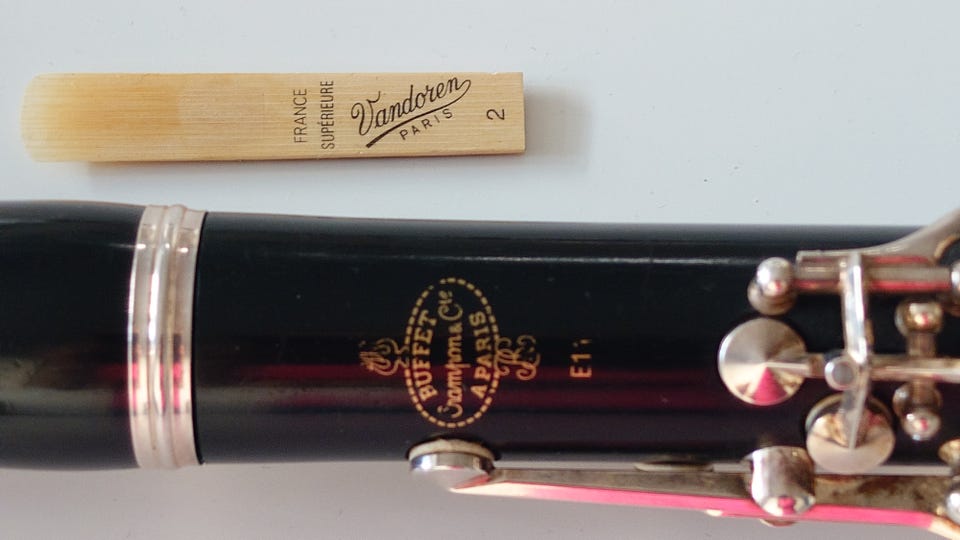 FRANCE
SUPÉRIEURE
Vandoren
PARIS
2
BUFFET
Crampon & Cie
A PARIS
E11